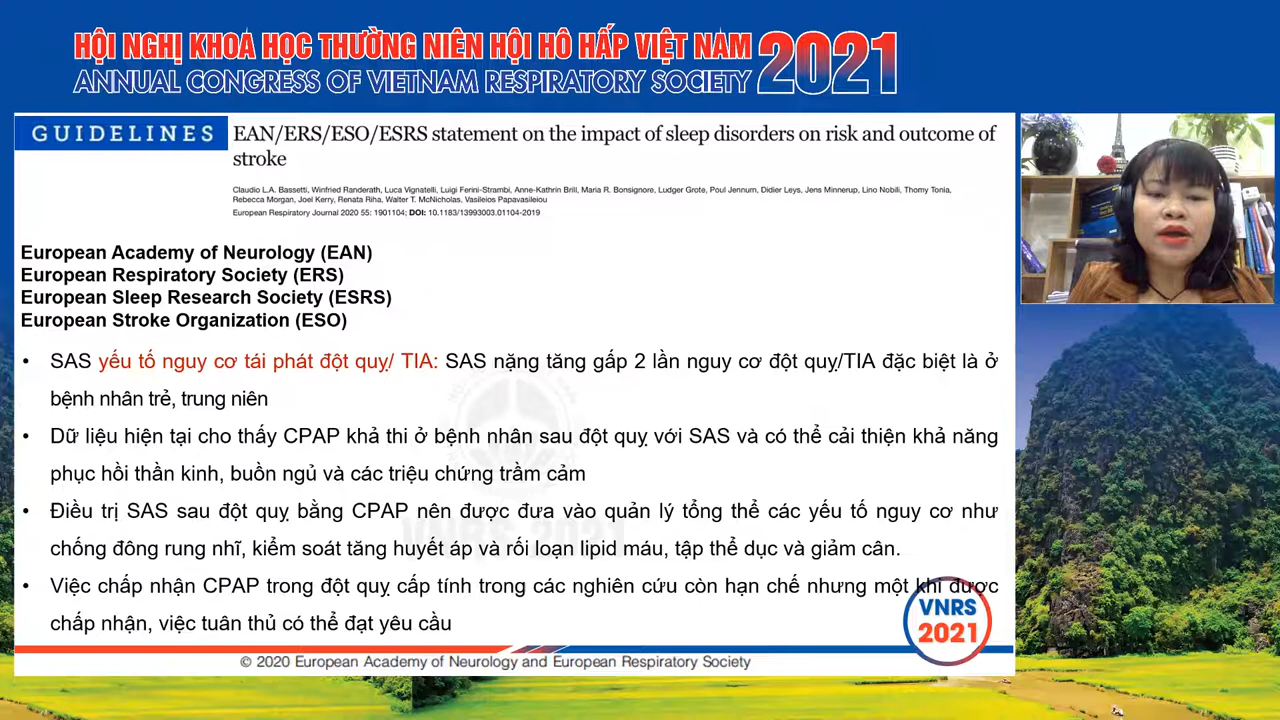 HỘI NGHỊ KHOA HỌC THƯỜNG NIÊN HỘI HÔ HẤP VIỆT NAM 2021
ANNUAL CONGRESS OF VIETNAM RESPIRATORY SOCIETY
GUIDELINES
EAN/ERS/ESO/ESRS statement on the impact of sleep disorders on risk and outcome of
stroke
Claudio L.A. Bassetti, Winfried Randerath, Luca Vignatelli, Luigi Ferini-Strambi, Anne-Kathrin Brill, Maria R. Bonsignore, Ludger Grote, Poul Jennum, Didier Leys, Jens Minnerup, Lino Nobili, Thomy Tonia,
Rebecca Morgan, Joel Kerry, Renata Riha, Walter T. McNicholas, Vasileios Papavasileiou
European Respiratory Journal 2020 55: 1901104; DOI: 10.1183/13993003.01104-2019
European Academy of Neurology (EAN)
European Respiratory Society (ERS)
European Sleep Research Society (ESRS)
European Stroke Organization (ESO)
• SAS yếu tố nguy cơ tái phát đột quỵ/ TIA: SAS nặng tăng gấp 2 lần nguy cơ đột quỵ/TIA đặc biệt là ở
bệnh nhân trẻ, trung niên
• Dữ liệu hiện tại cho thấy CPAP khả thi ở bệnh nhân sau đột quỵ với SAS và có thể cải thiện khả năng
phục hồi thần kinh, buồn ngủ và các triệu chứng trầm cảm
• Điều trị SAS sau đột quỵ bằng CPAP nên được đưa vào quản lý tổng thể các yếu tố nguy cơ như
chống đông rung nhĩ, kiểm soát tăng huyết áp và rối loạn lipid máu, tập thể dục và giảm cân.
• Việc chấp nhận CPAP trong đột quỵ cấp tính trong các nghiên cứu còn hạn chế nhưng một khi được
chấp nhận, việc tuân thủ có thể đạt yêu cầu
VNRS
2021
© 2020 European Academy of Neurology and European Respiratory Society